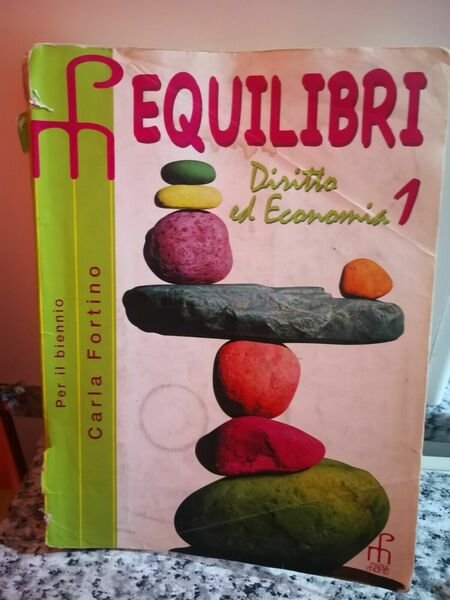 EQUILIBRI
Diritto
ed Economia 1
Per il biennio
Carla Fortino